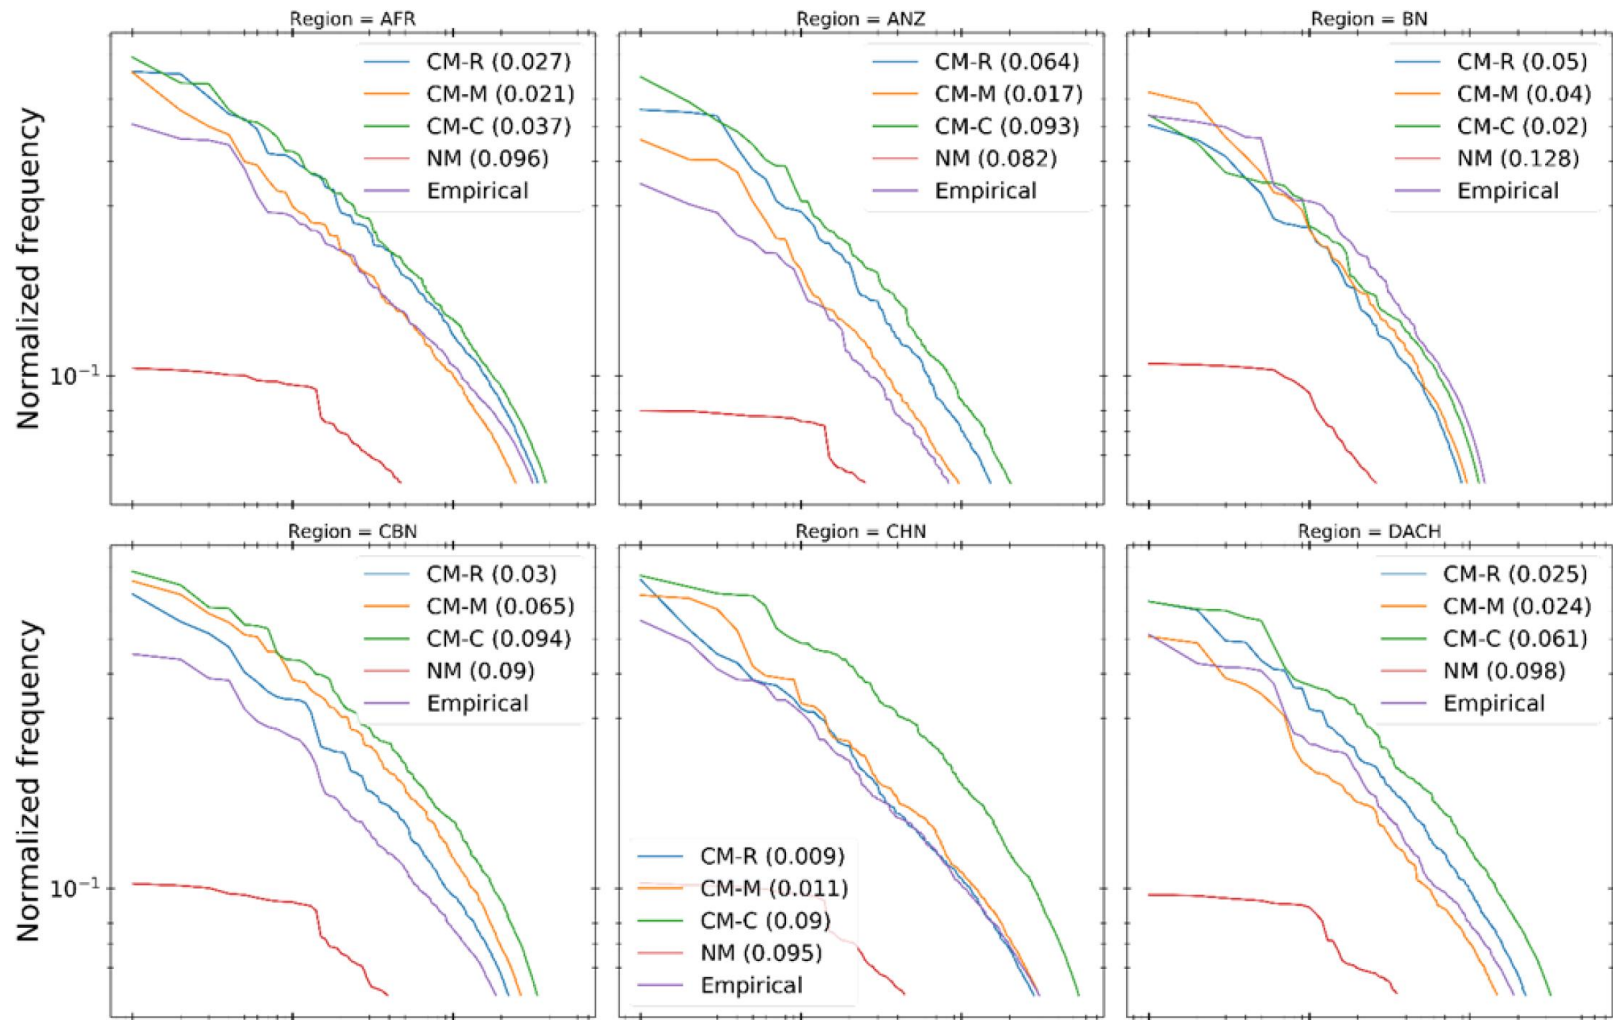 Region = AFR
CM-R (0.027)
CM-M (0.021)
CM-C (0.037)
NM (0.096)
Empirical
Region = ANZ
CM-R (0.064)
CM-M (0.017)
CM-C (0.093)
NM (0.082)
Empirical
Region = BN
CM-R (0.05)
CM-M (0.04)
CM-C (0.02)
NM (0.128)
Empirical
Normalized frequency
10⁻¹
Region = CBN
CM-R (0.03)
CM-M (0.065)
CM-C (0.094)
NM (0.09)
Empirical
Region = CHN
CM-R (0.009)
CM-M (0.011)
CM-C (0.09)
NM (0.095)
Empirical
Region = DACH
CM-R (0.025)
CM-M (0.024)
CM-C (0.061)
NM (0.098)
Empirical
Normalized frequency
10⁻¹